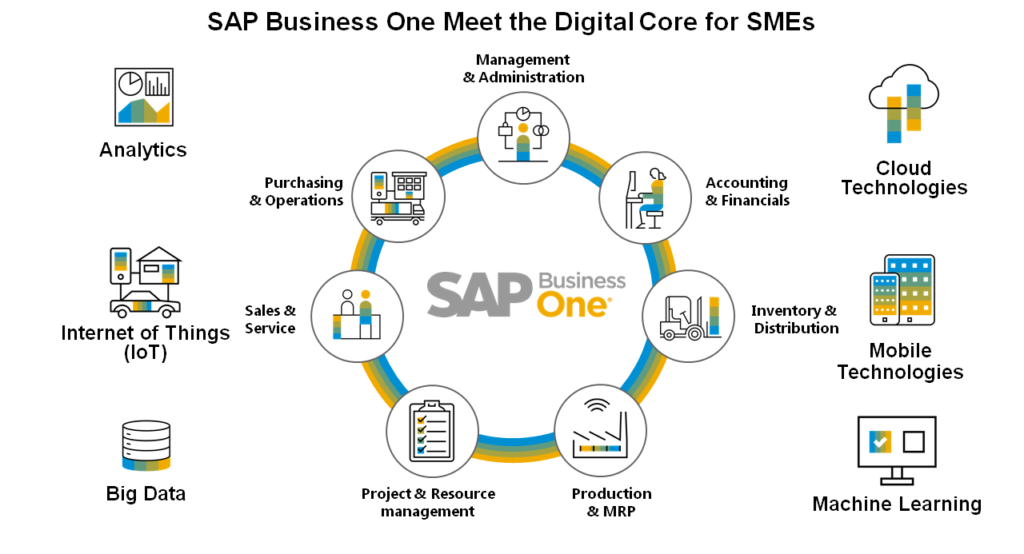 SAP Business One Meet the Digital Core for SMEs
Management
& Administration
Analytics
Cloud
Technologies
Purchasing
& Operations
Accounting
& Financials
SAP Business
One®
Internet of Things
(IoT)
Sales &
Service
Inventory &
Distribution
Mobile
Technologies
Big Data
Project & Resource
management
Production
& MRP
Machine Learning